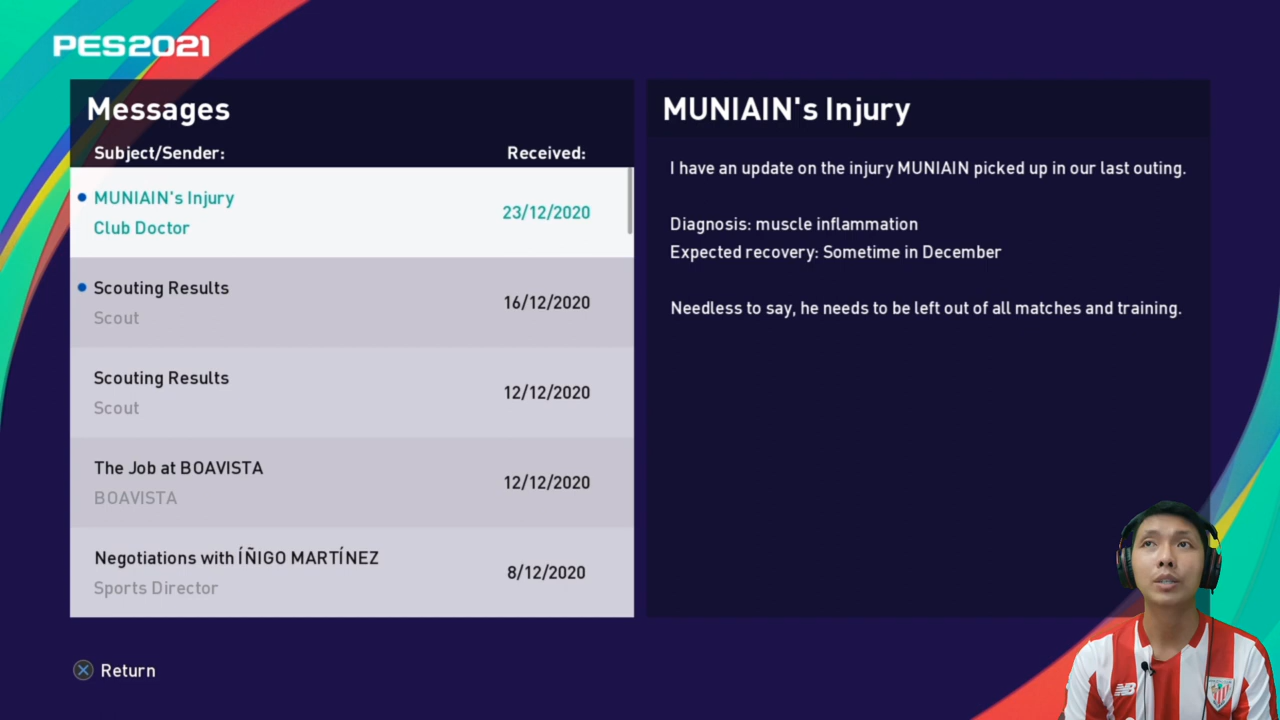 PES2021
Messages
Subject/Sender:
Received:
MUNIAIN's Injury
Club Doctor
23/12/2020
Scouting Results
Scout
16/12/2020
Scouting Results
Scout
12/12/2020
The Job at BOAVISTA
BOAVISTA
12/12/2020
Negotiations with ÍÑIGO MARTÍNEZ
Sports Director
8/12/2020
MUNIAIN's Injury
I have an update on the injury MUNIAIN picked up in our last outing.
Diagnosis: muscle inflammation
Expected recovery: Sometime in December
Needless to say, he needs to be left out of all matches and training.
Return
NB